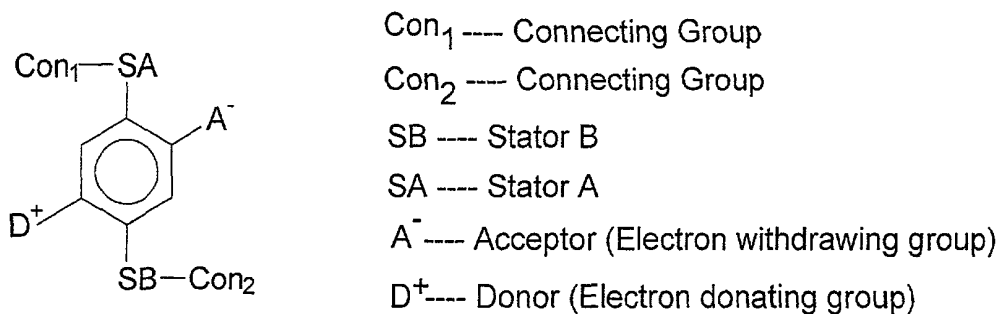 Con₁—SA
A⁻
D⁺
SB—Con₂
Con₁ ---- Connecting Group
Con₂ ---- Connecting Group
SB ---- Stator B
SA ---- Stator A
A⁻---- Acceptor (Electron withdrawing group)
D⁺---- Donor (Electron donating group)